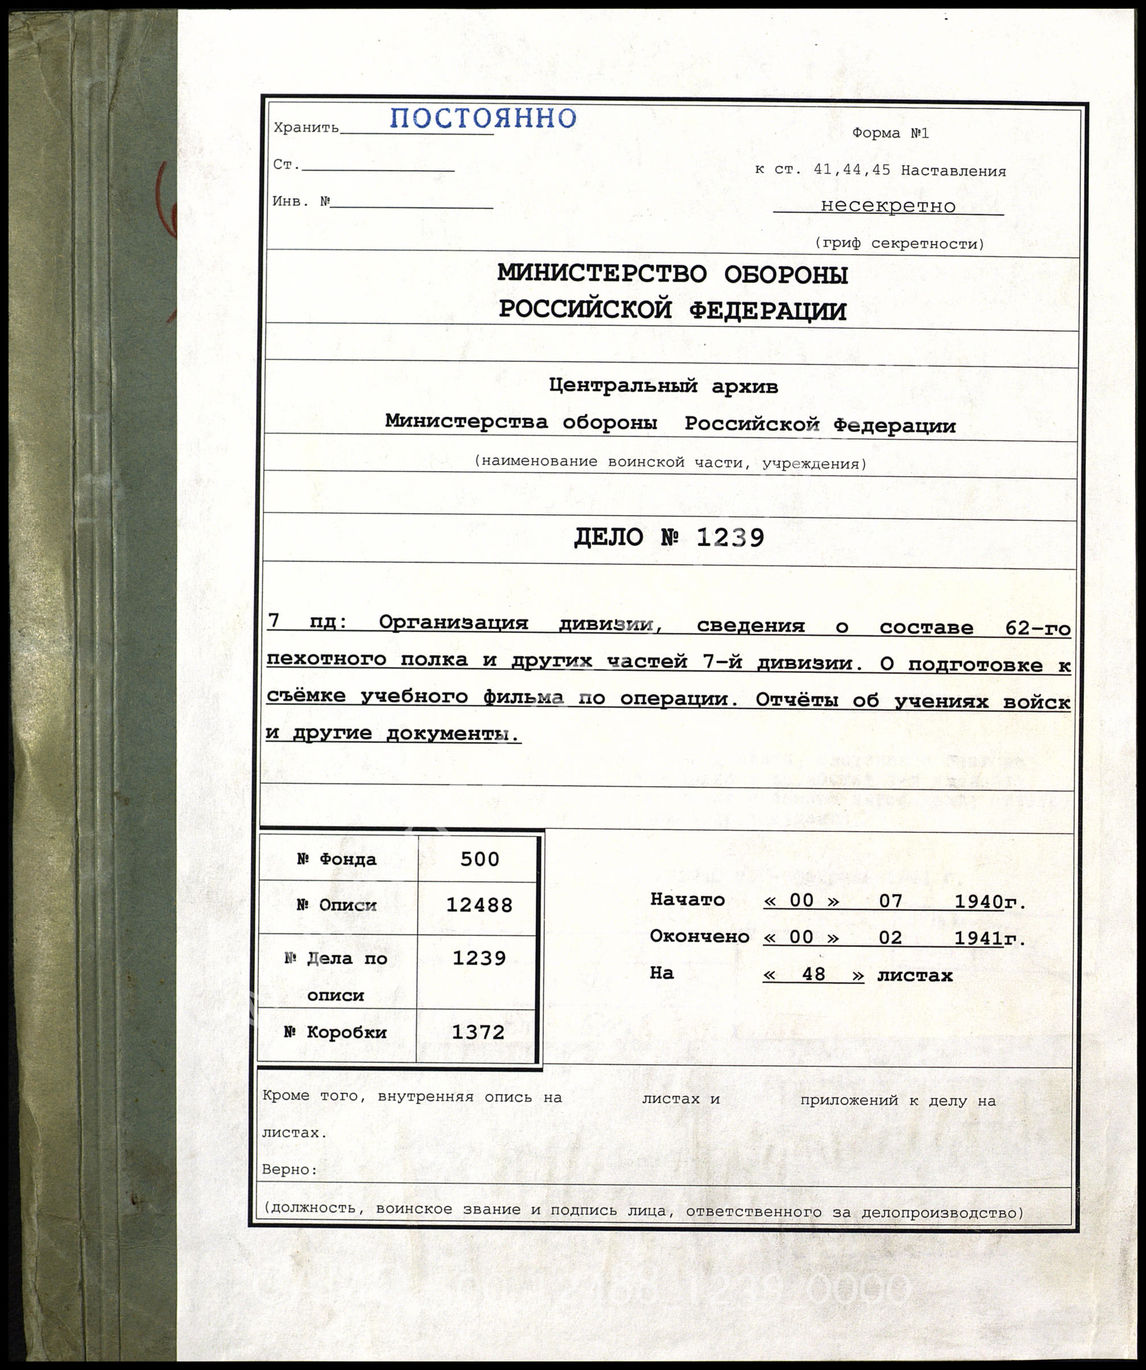 Хранить ПОСТОЯННО
Форма №1
Ст.
к ст. 41,44,45 Наставления
Инв. №
несекретно
(гриф секретности)
МИНИСТЕРСТВО ОБОРОНЫ
РОССИЙСКОЙ ФЕДЕРАЦИИ
Центральный архив
Министерства обороны Российской Федерации
(наименование воинской части, учреждения)
ДЕЛО № 1239
7 пд: Организация дивизии, сведения о составе 62-го
пехотного полка и других частей 7-й дивизии. О подготовке к
съёмке учебного фильма по операции. Отчёты об учениях войск
и другие документы.
№ Фонда 500
№ Описи 12488
№ Дела по 1239
описи
№ Коробки 1372
Начато « 00 » 07 1940г.
Окончено « 00 » 02 1941г.
На « 48 » листах
Кроме того, внутренняя опись на листах и приложений к делу на
листах.
Верно:
(должность, воинское звание и подпись лица, ответственного за делопроизводство)